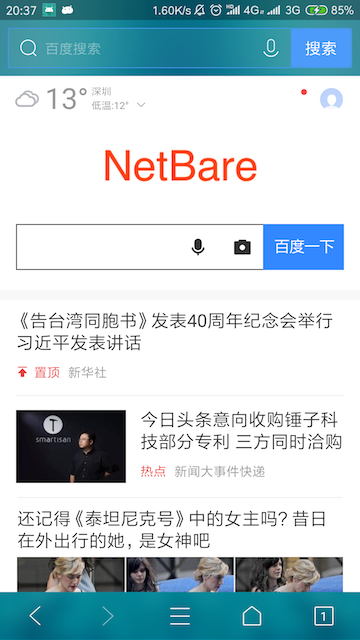 20:37 1.60K/s HD 4G 3G 85%
百度搜索 搜索
13° 深圳
低温:12°
NetBare
百度一下
《告台湾同胞书》发表40周年纪念会举行
习近平发表讲话
置顶 新华社
T
smartisan
今日头条意向收购锤子科
技部分专利 三方同时洽购
热点 新闻大事件快递
还记得《泰坦尼克号》中的女主吗？昔日
在外出行的她，是女神吧
1